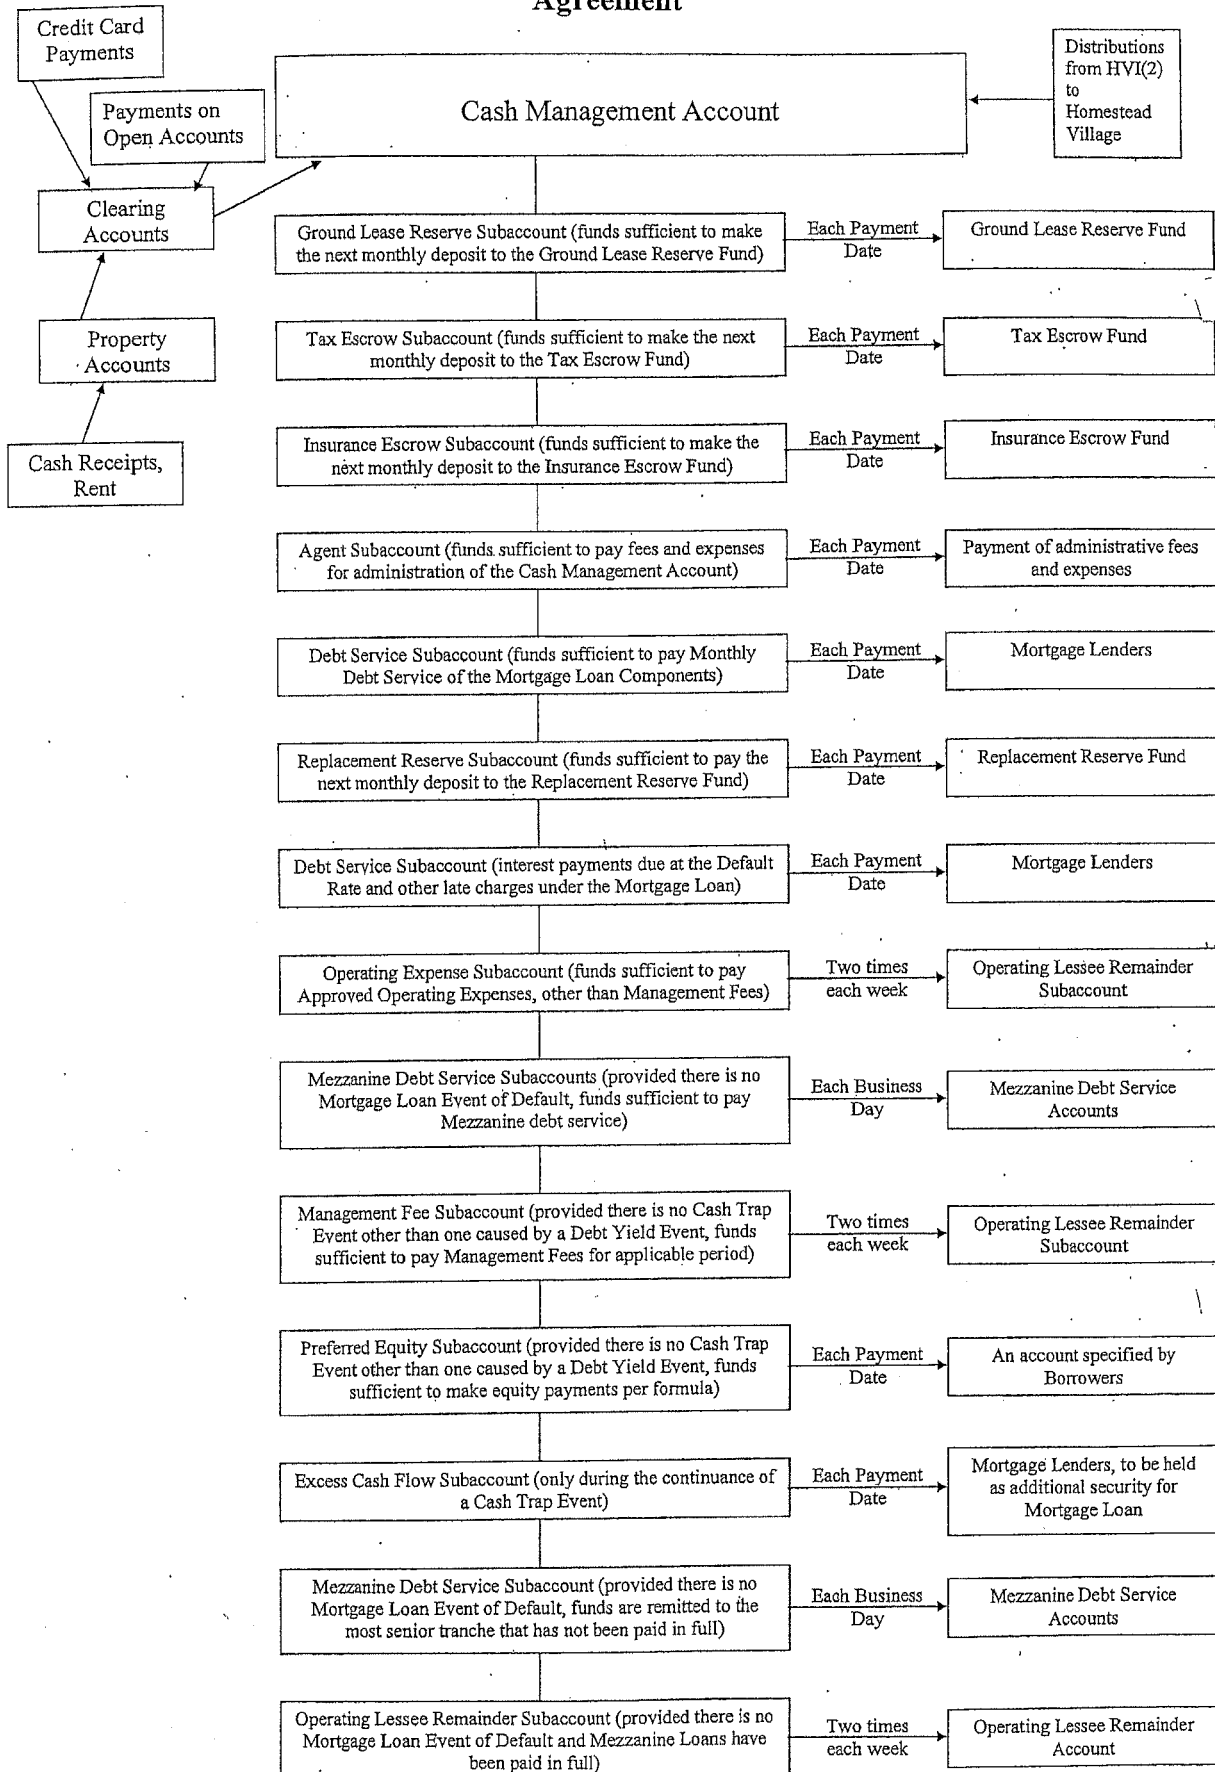 Agreement
Credit Card
Payments
Payments on
Open Accounts
Cash Management Account
Distributions
from HVI(2)
to
Homestead
Village
Clearing
Accounts
Property
Accounts
Cash Receipts,
Rent
Ground Lease Reserve Subaccount (funds sufficient to make
the next monthly deposit to the Ground Lease Reserve Fund)
Each Payment
Date
Ground Lease Reserve Fund
Tax Escrow Subaccount (funds sufficient to make the next
monthly deposit to the Tax Escrow Fund)
Each Payment
Date
Tax Escrow Fund
Insurance Escrow Subaccount (funds sufficient to make the
next monthly deposit to the Insurance Escrow Fund)
Each Payment
Date
Insurance Escrow Fund
Agent Subaccount (funds sufficient to pay fees and expenses
for administration of the Cash Management Account)
Each Payment
Date
Payment of administrative fees
and expenses
Debt Service Subaccount (funds sufficient to pay Monthly
Debt Service of the Mortgage Loan Components)
Each Payment
Date
Mortgage Lenders
Replacement Reserve Subaccount (funds sufficient to pay the
next monthly deposit to the Replacement Reserve Fund)
Each Payment
Date
Replacement Reserve Fund
Debt Service Subaccount (interest payments due at the Default
Rate and other late charges under the Mortgage Loan)
Each Payment
Date
Mortgage Lenders
Operating Expense Subaccount (funds sufficient to pay
Approved Operating Expenses, other than Management Fees)
Two times
each week
Operating Lessee Remainder
Subaccount
Mezzanine Debt Service Subaccounts (provided there is no
Mortgage Loan Event of Default, funds sufficient to pay
Mezzanine debt service)
Each Business
Day
Mezzanine Debt Service
Accounts
Management Fee Subaccount (provided there is no Cash Trap
Event other than one caused by a Debt Yield Event, funds
sufficient to pay Management Fees for applicable period)
Two times
each week
Operating Lessee Remainder
Subaccount
Preferred Equity Subaccount (provided there is no Cash Trap
Event other than one caused by a Debt Yield Event, funds
sufficient to make equity payments per formula)
Each Payment
Date
An account specified by
Borrowers
Excess Cash Flow Subaccount (only during the continuance of
a Cash Trap Event)
Each Payment
Date
Mortgage Lenders, to be held
as additional security for
Mortgage Loan
Mezzanine Debt Service Subaccount (provided there is no
Mortgage Loan Event of Default, funds are remitted to the
most senior tranche that has not been paid in full)
Each Business
Day
Mezzanine Debt Service
Accounts
Operating Lessee Remainder Subaccount (provided there is no
Mortgage Loan Event of Default and Mezzanine Loans have
been paid in full)
Two times
each week
Operating Lessee Remainder
Account